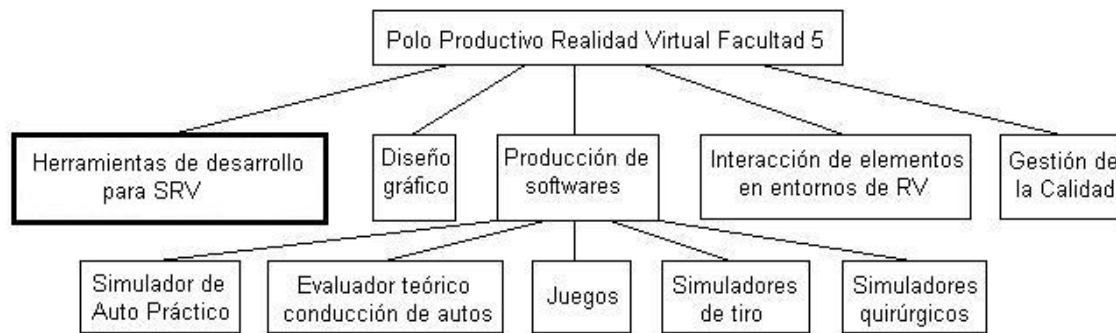 Polo Productivo Realidad Virtual Facultad 5
Herramientas de desarrollo
para SRV
Diseño
gráfico
Producción de
softwares
Interacción de elementos
en entornos de RV
Gestión de
la Calidad
Simulador de
Auto Práctico
Evaluador teórico
conducción de autos
Juegos
Simuladores
de tiro
Simuladores
quirúrgicos